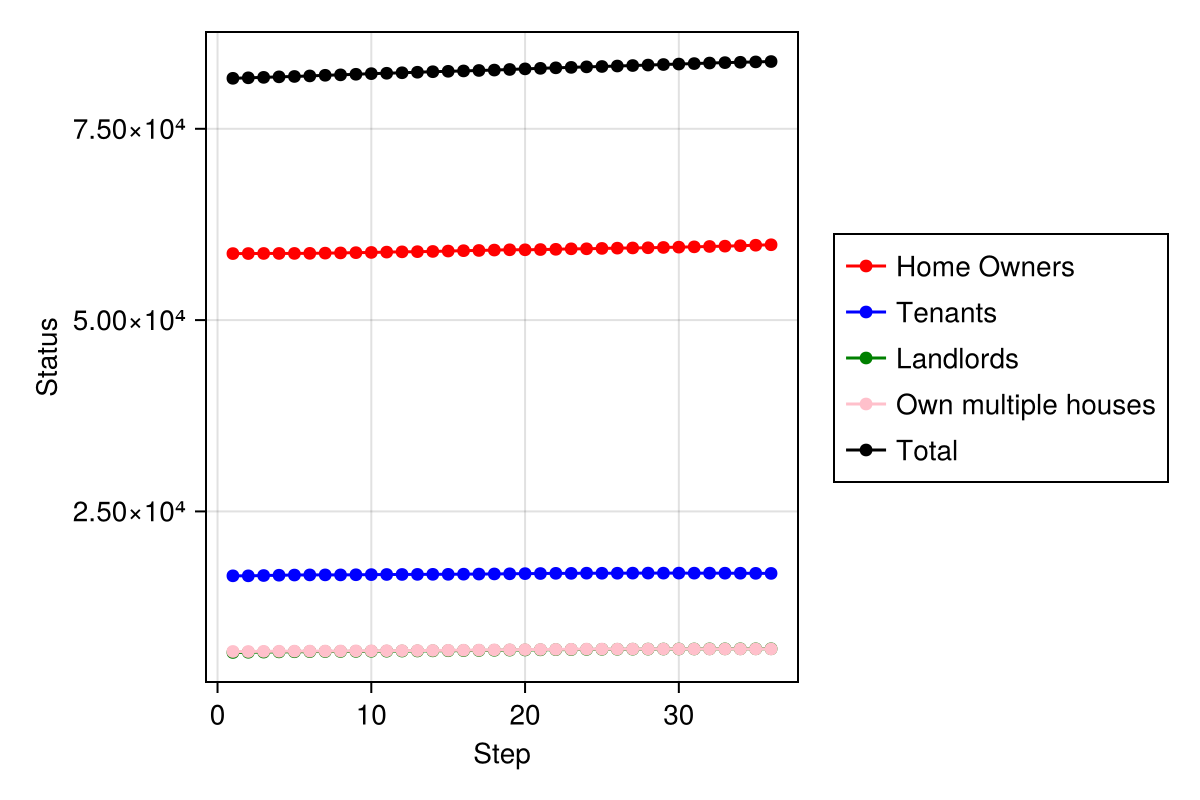 7.50×10⁴
5.00×10⁴
2.50×10⁴
Status
0 10 20 30
Step
Home Owners
Tenants
Landlords
Own multiple houses
Total